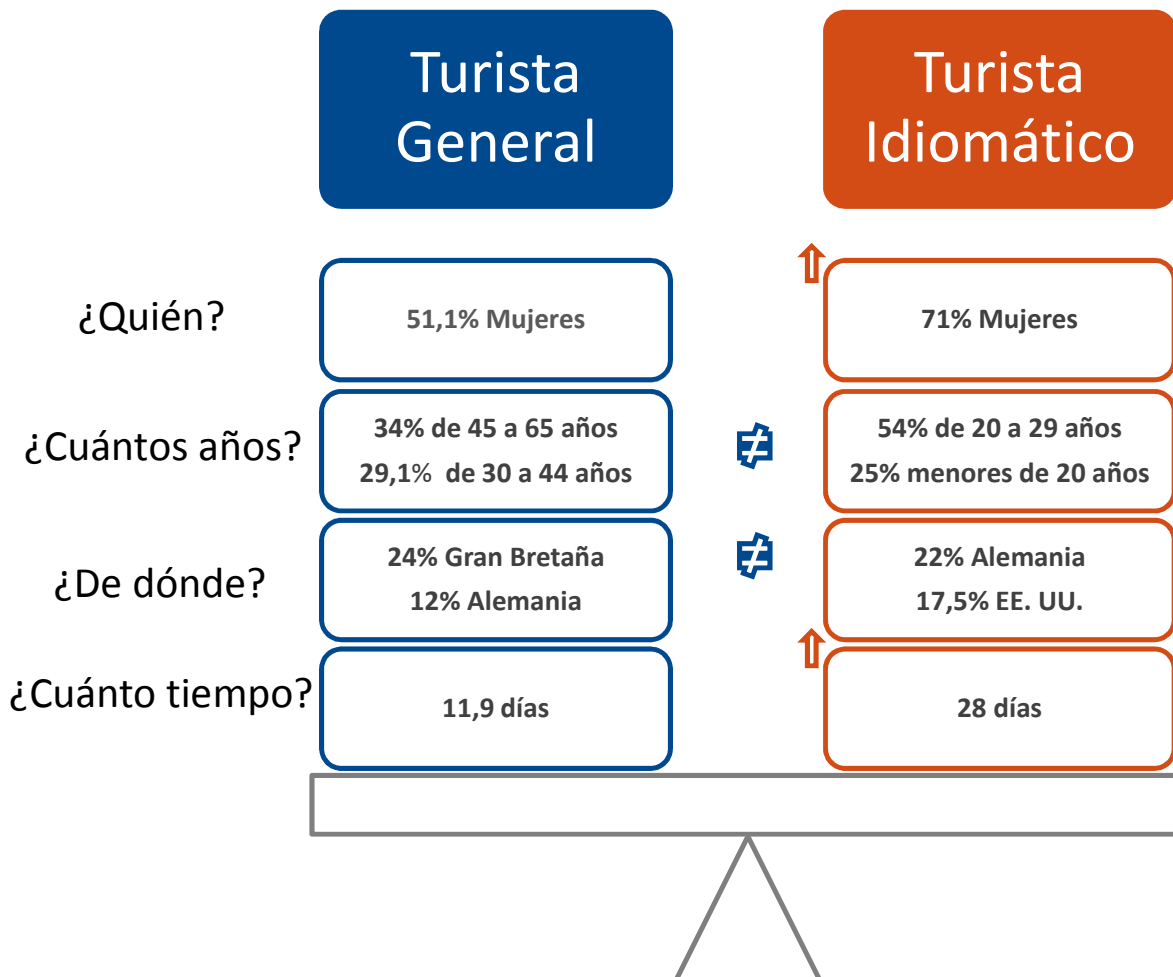 Turista
General
Turista
Idiomático
¿Quién?
51,1% Mujeres
⇧
71% Mujeres
¿Cuántos años?
34% de 45 a 65 años
29,1% de 30 a 44 años
≠
54% de 20 a 29 años
25% menores de 20 años
¿De dónde?
24% Gran Bretaña
12% Alemania
≠
22% Alemania
17,5% EE. UU.
¿Cuánto tiempo?
11,9 días
⇧
28 días